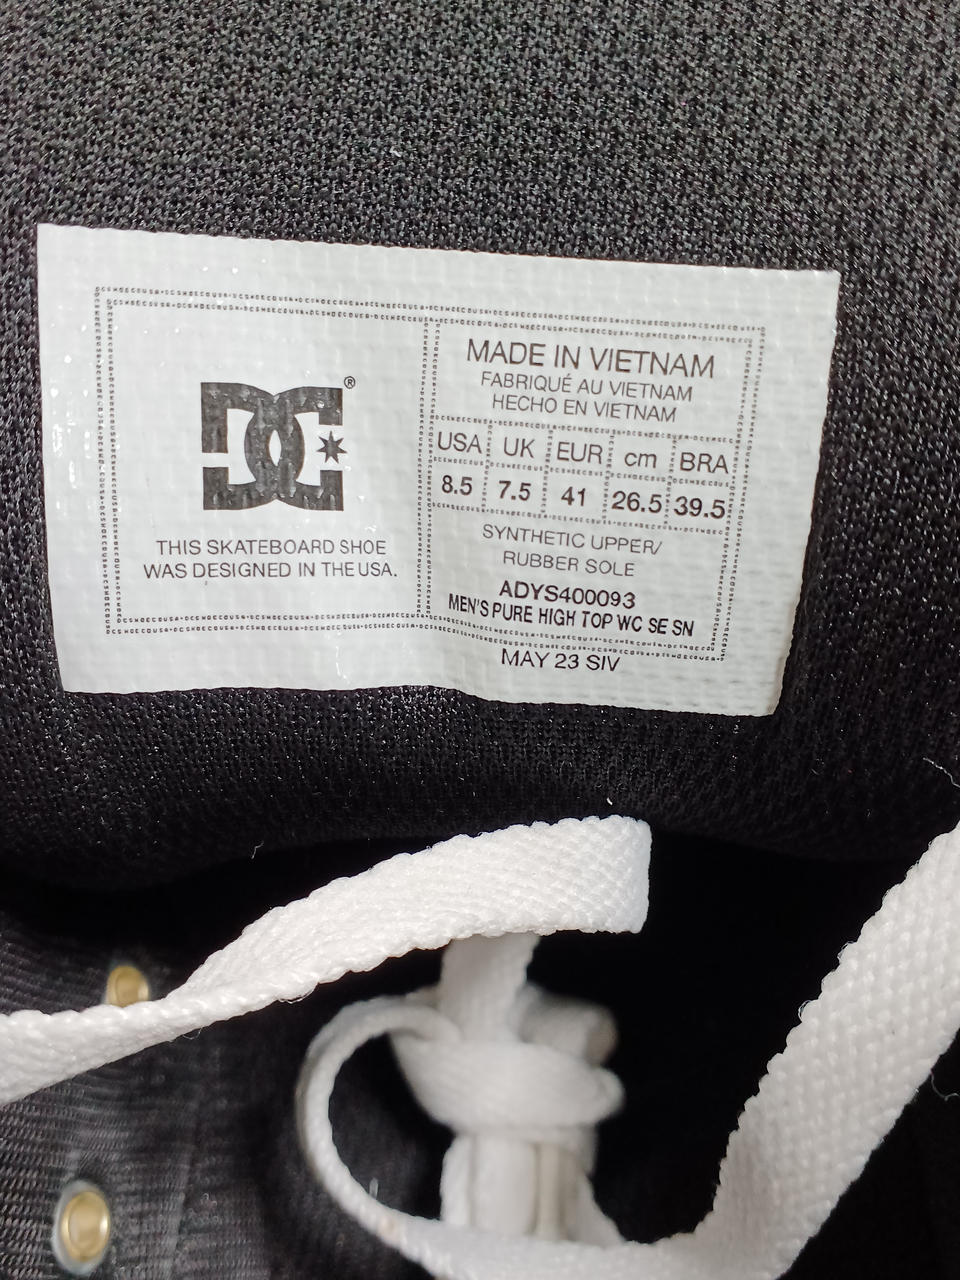 DC®
THIS SKATEBOARD SHOE
WAS DESIGNED IN THE USA.
MADE IN VIETNAM
FABRIQUÉ AU VIETNAM
HECHO EN VIETNAM
USA UK EUR cm BRA
8.5 7.5 41 26.5 39.5
SYNTHETIC UPPER/
RUBBER SOLE
ADYS400093
MEN'S PURE HIGH TOP WC SE SN
MAY 23 SIV